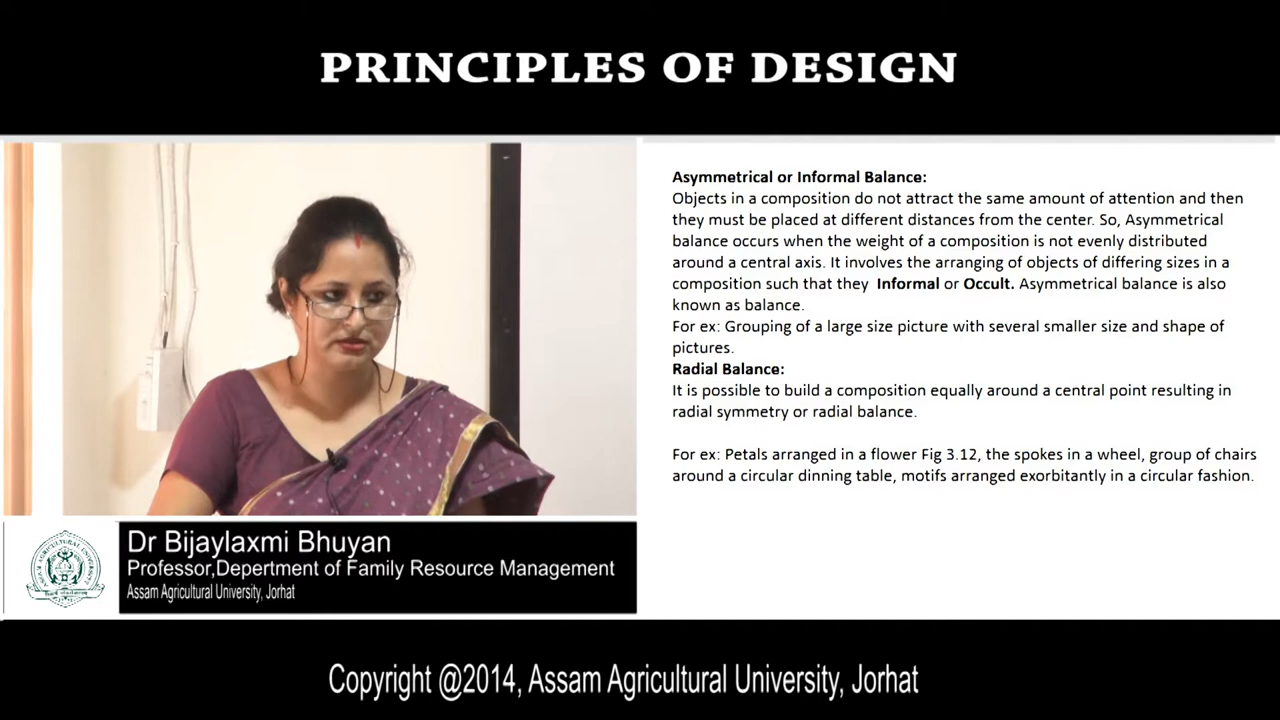 PRINCIPLES OF DESIGN
Asymmetrical or Informal Balance:
Objects in a composition do not attract the same amount of attention and then
they must be placed at different distances from the center. So, Asymmetrical
balance occurs when the weight of a composition is not evenly distributed
around a central axis. It involves the arranging of objects of differing sizes in a
composition such that they Informal or Occult. Asymmetrical balance is also
known as balance.
For ex: Grouping of a large size picture with several smaller size and shape of
pictures.
Radial Balance:
It is possible to build a composition equally around a central point resulting in
radial symmetry or radial balance.
For ex: Petals arranged in a flower Fig 3.12, the spokes in a wheel, group of chairs
around a circular dinning table, motifs arranged exorbitantly in a circular fashion.
Dr Bijaylaxmi Bhuyan
Professor,Depertment of Family Resource Management
Assam Agricultural University, Jorhat
Copyright @2014, Assam Agricultural University, Jorhat